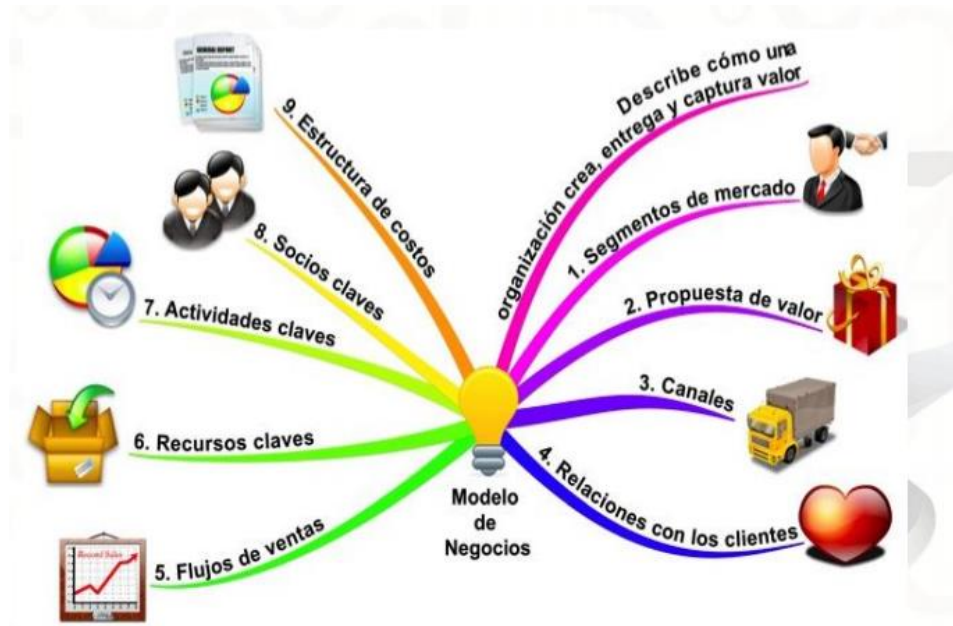 Describe cómo una
organización crea, entrega y captura valor
1. Segmentos de mercado
2. Propuesta de valor
3. Canales
4. Relaciones con los clientes
5. Flujos de ventas
6. Recursos claves
7. Actividades claves
8. Socios claves
9. Estructura de costos
Modelo
de
Negocios
GENERAL REPORT
Record Sales